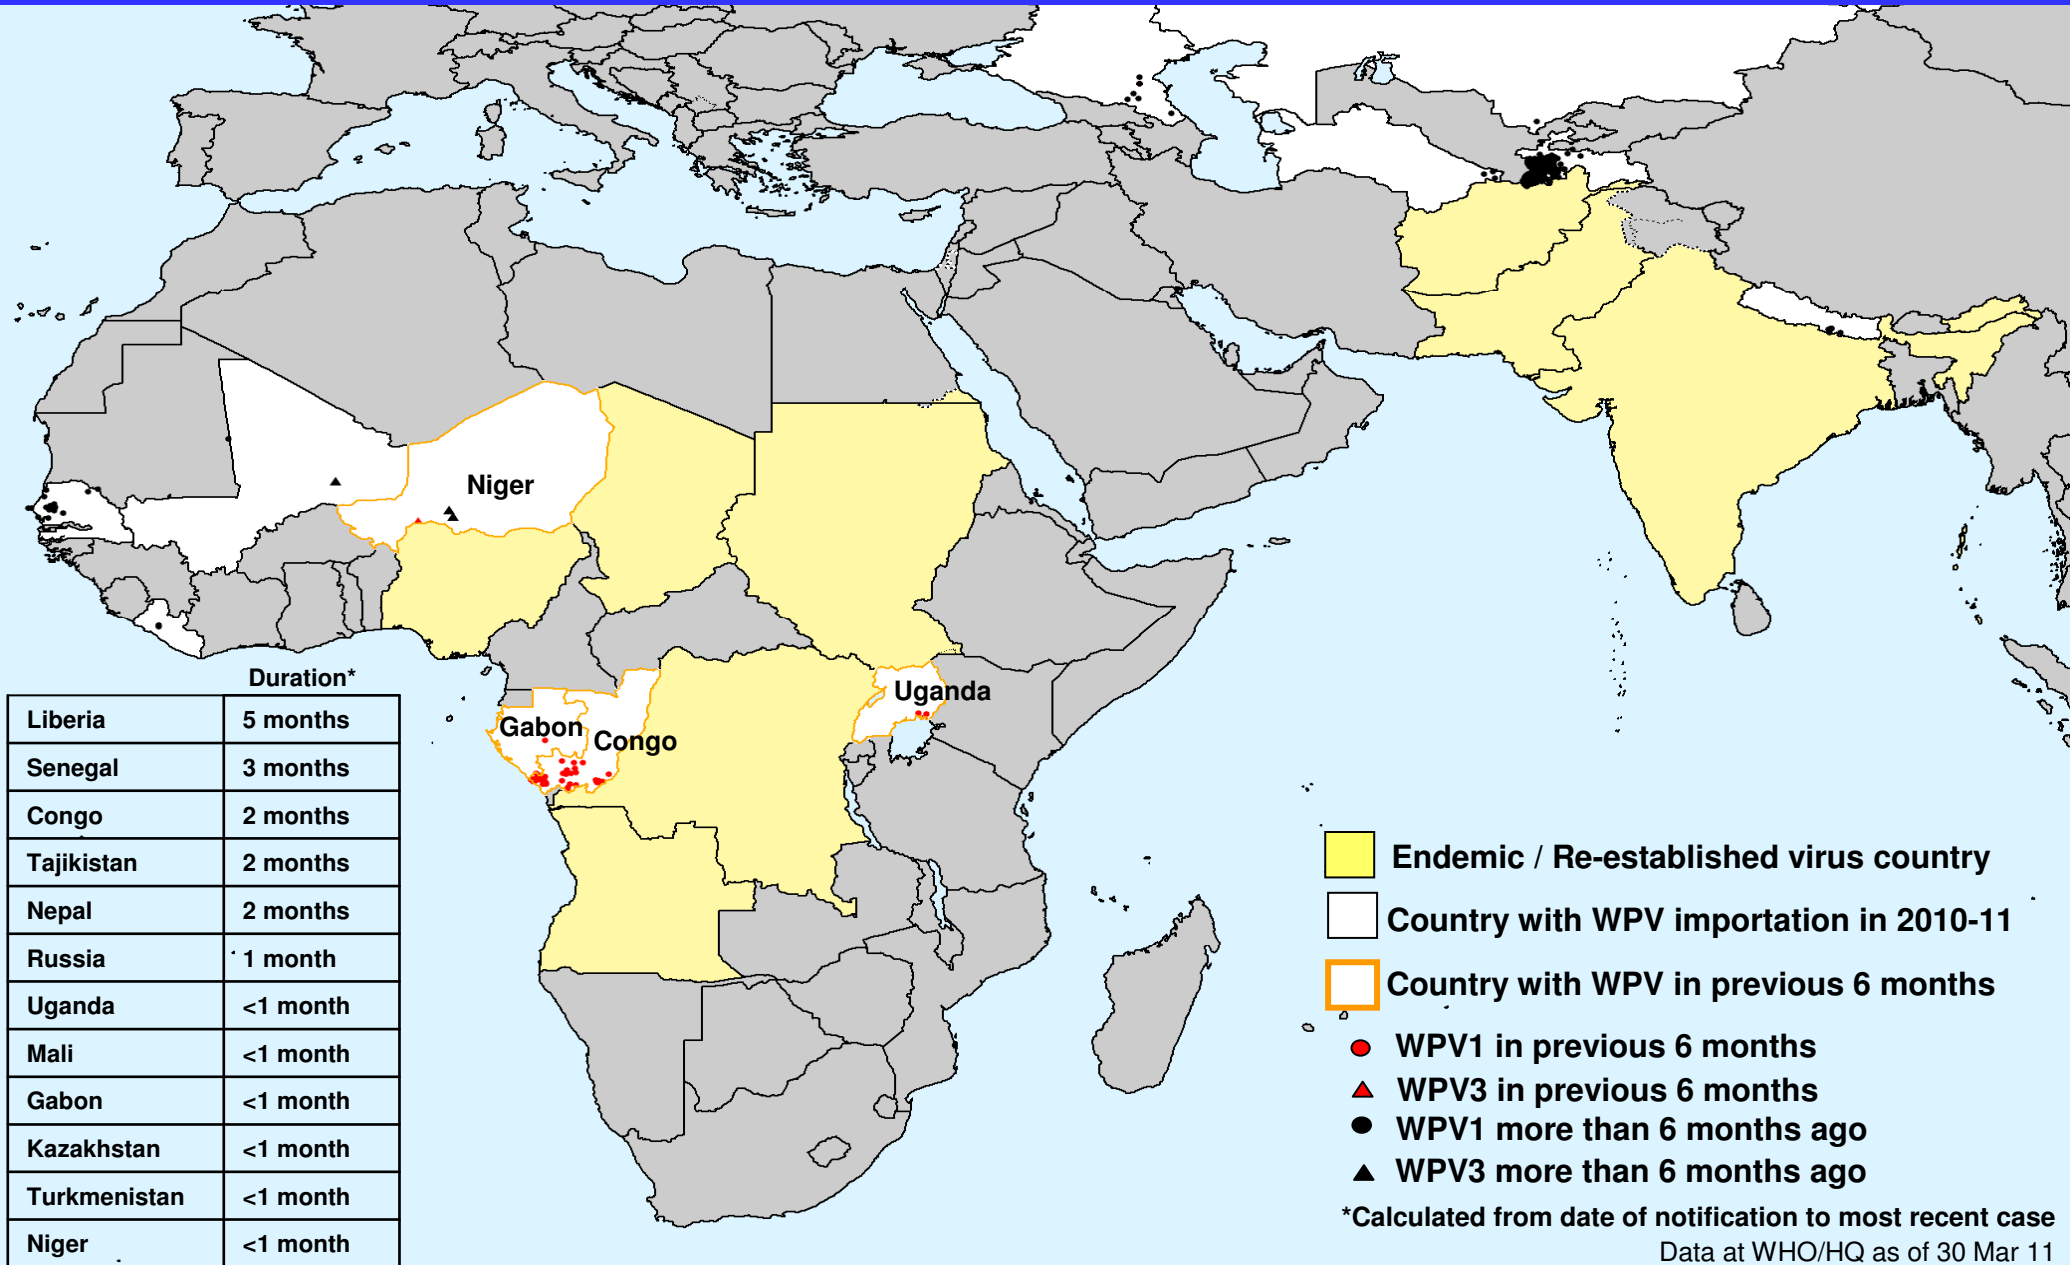 Niger
Uganda
Gabon
Congo
Duration*
Liberia 5 months
Senegal 3 months
Congo 2 months
Tajikistan 2 months
Nepal 2 months
Russia 1 month
Uganda <1 month
Mali <1 month
Gabon <1 month
Kazakhstan <1 month
Turkmenistan <1 month
Niger <1 month
Endemic / Re-established virus country
Country with WPV importation in 2010-11
Country with WPV in previous 6 months
WPV1 in previous 6 months
WPV3 in previous 6 months
WPV1 more than 6 months ago
WPV3 more than 6 months ago
*Calculated from date of notification to most recent case
Data at WHO/HQ as of 30 Mar 11